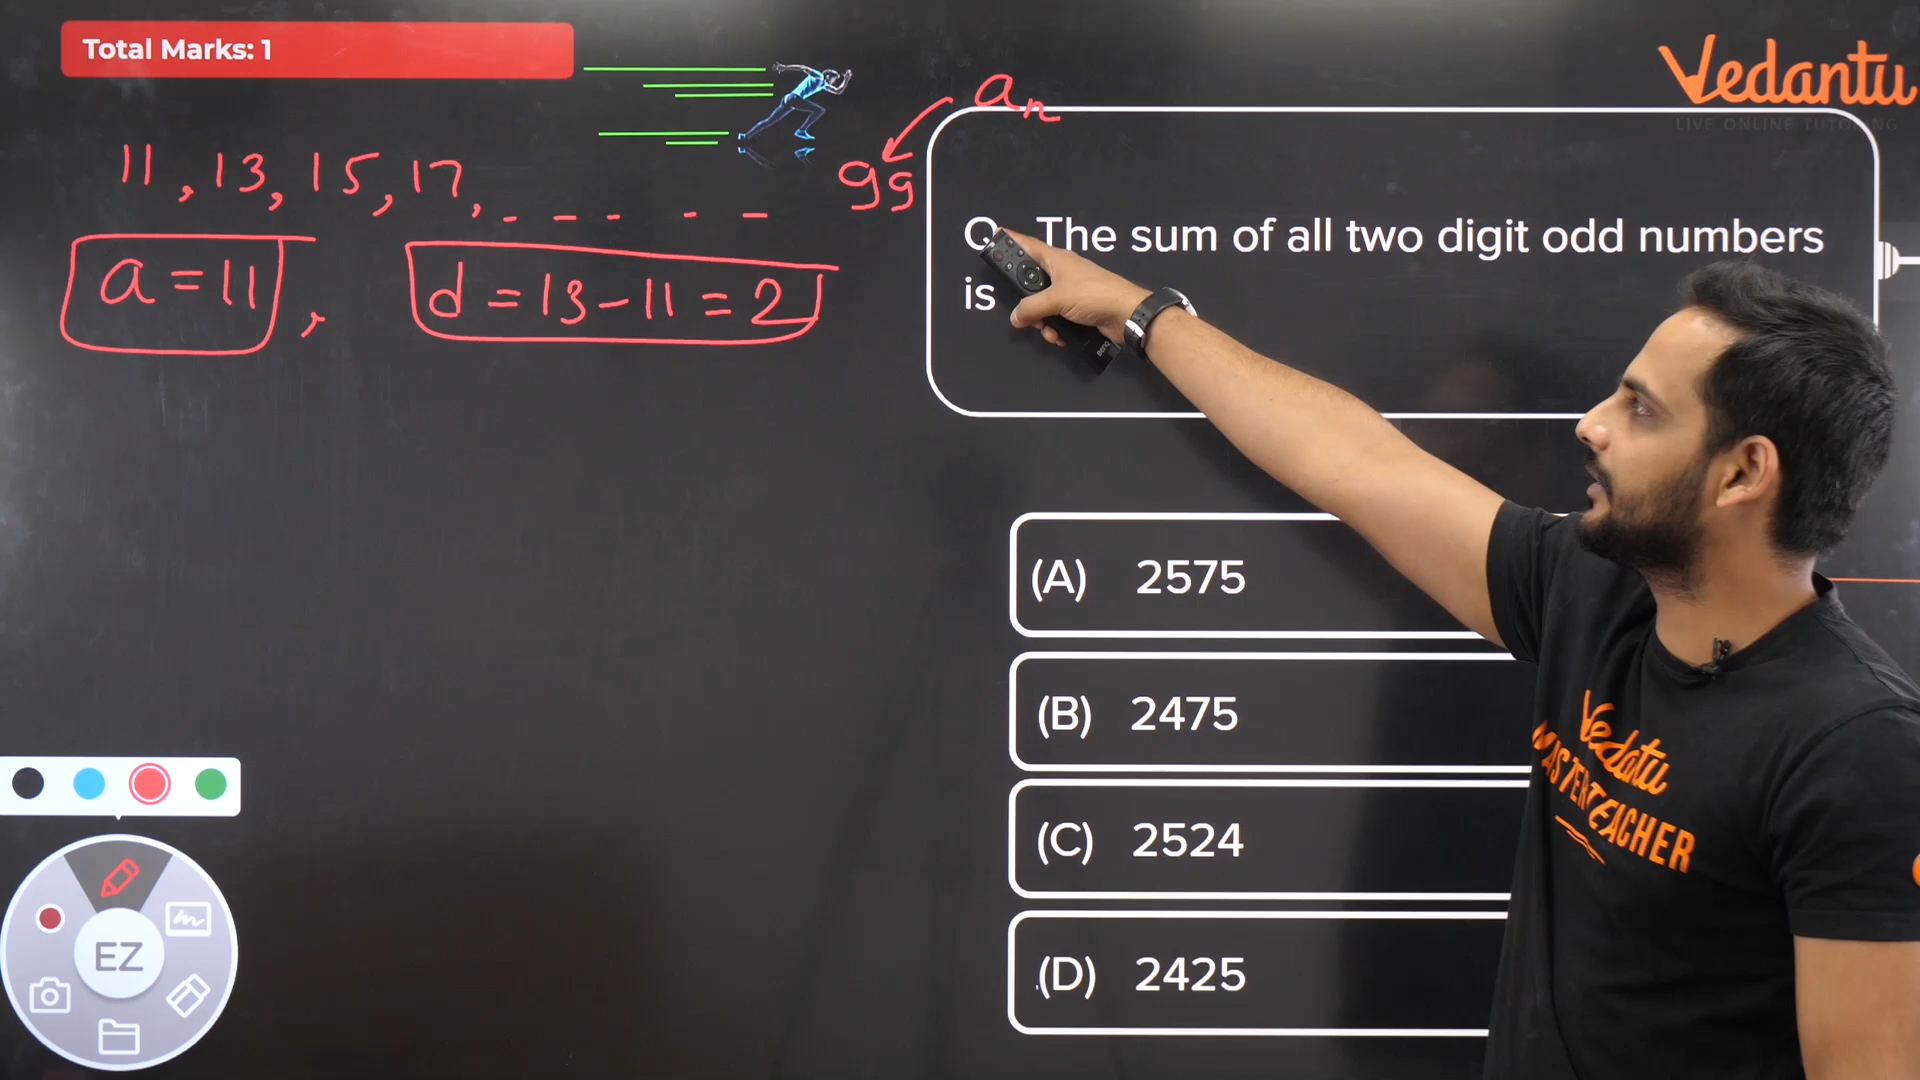 Total Marks: 1
Vedantu
LIVE ONLINE TUTORING
aₙ
11, 13, 15, 17, - - - - - 99
a = 11, d = 13 - 11 = 2
Q. The sum of all two digit odd numbers
is
(A) 2575
(B) 2475
(C) 2524
(D) 2425
EZ
Vedantu
MASTER TEACHER